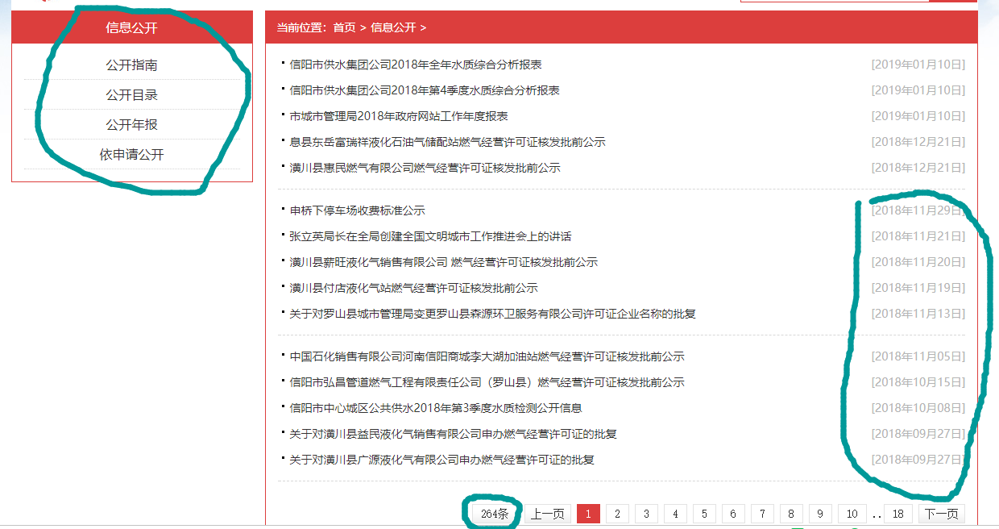 信息公开
公开指南
公开目录
公开年报
依申请公开
当前位置：首页 > 信息公开 >
信阳市供水集团公司2018年全年水质综合分析报表 [2019年01月10日]
信阳市供水集团公司2018年第4季度水质综合分析报表 [2019年01月10日]
市城市管理局2018年政府网站工作年度报表 [2019年01月10日]
息县东岳富瑞祥液化石油气储配站燃气经营许可证核发批前公示 [2018年12月21日]
潢川县惠民燃气有限公司燃气经营许可证核发批前公示 [2018年12月21日]
申桥下停车场收费标准公示 [2018年11月29日]
张立英局长在全局创建全国文明城市工作推进会上的讲话 [2018年11月21日]
潢川县薪旺液化气销售有限公司 燃气经营许可证核发批前公示 [2018年11月20日]
潢川县付店液化气站燃气经营许可证核发批前公示 [2018年11月19日]
关于对罗山县城市管理局变更罗山县森源环卫服务有限公司许可证企业名称的批复 [2018年11月13日]
中国石化销售有限公司河南信阳商城李大湖加油站燃气经营许可证核发批前公示 [2018年11月05日]
信阳市弘昌管道燃气工程有限责任公司（罗山县）燃气经营许可证核发批前公示 [2018年10月15日]
信阳市中心城区公共供水2018年第3季度水质检测公开信息 [2018年10月08日]
关于对潢川县益民液化气销售有限公司申办燃气经营许可证的批复 [2018年09月27日]
关于对潢川县广源液化气有限公司申办燃气经营许可证的批复 [2018年09月27日]
264条 上一页 1 2 3 4 5 6 7 8 9 10 .. 18 下一页